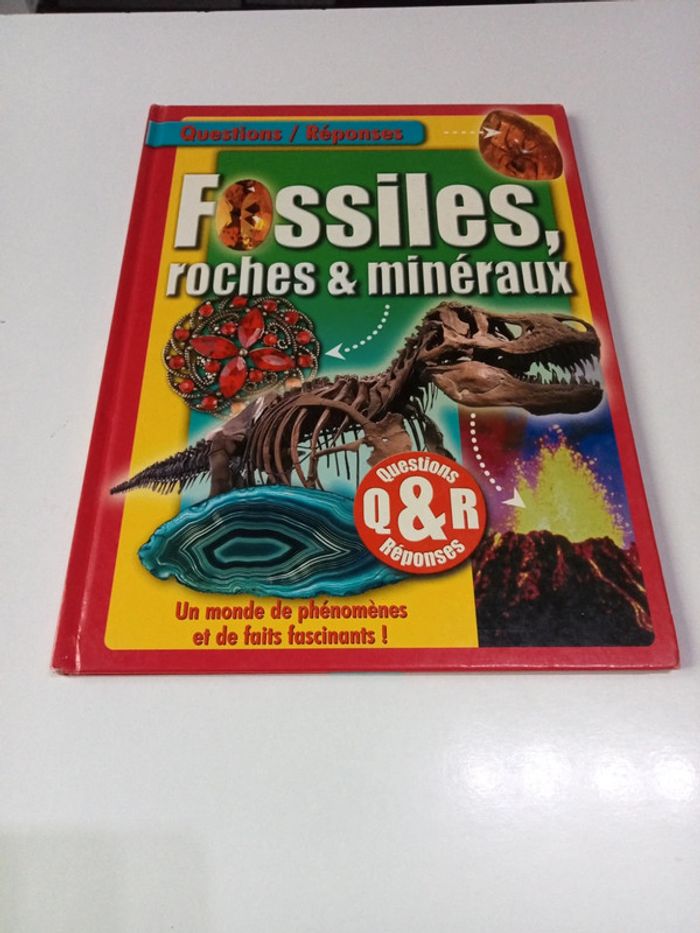 Questions / Réponses
Fossiles,
roches & minéraux
Questions
Q & R
Réponses
Un monde de phénomènes
et de faits fascinants !